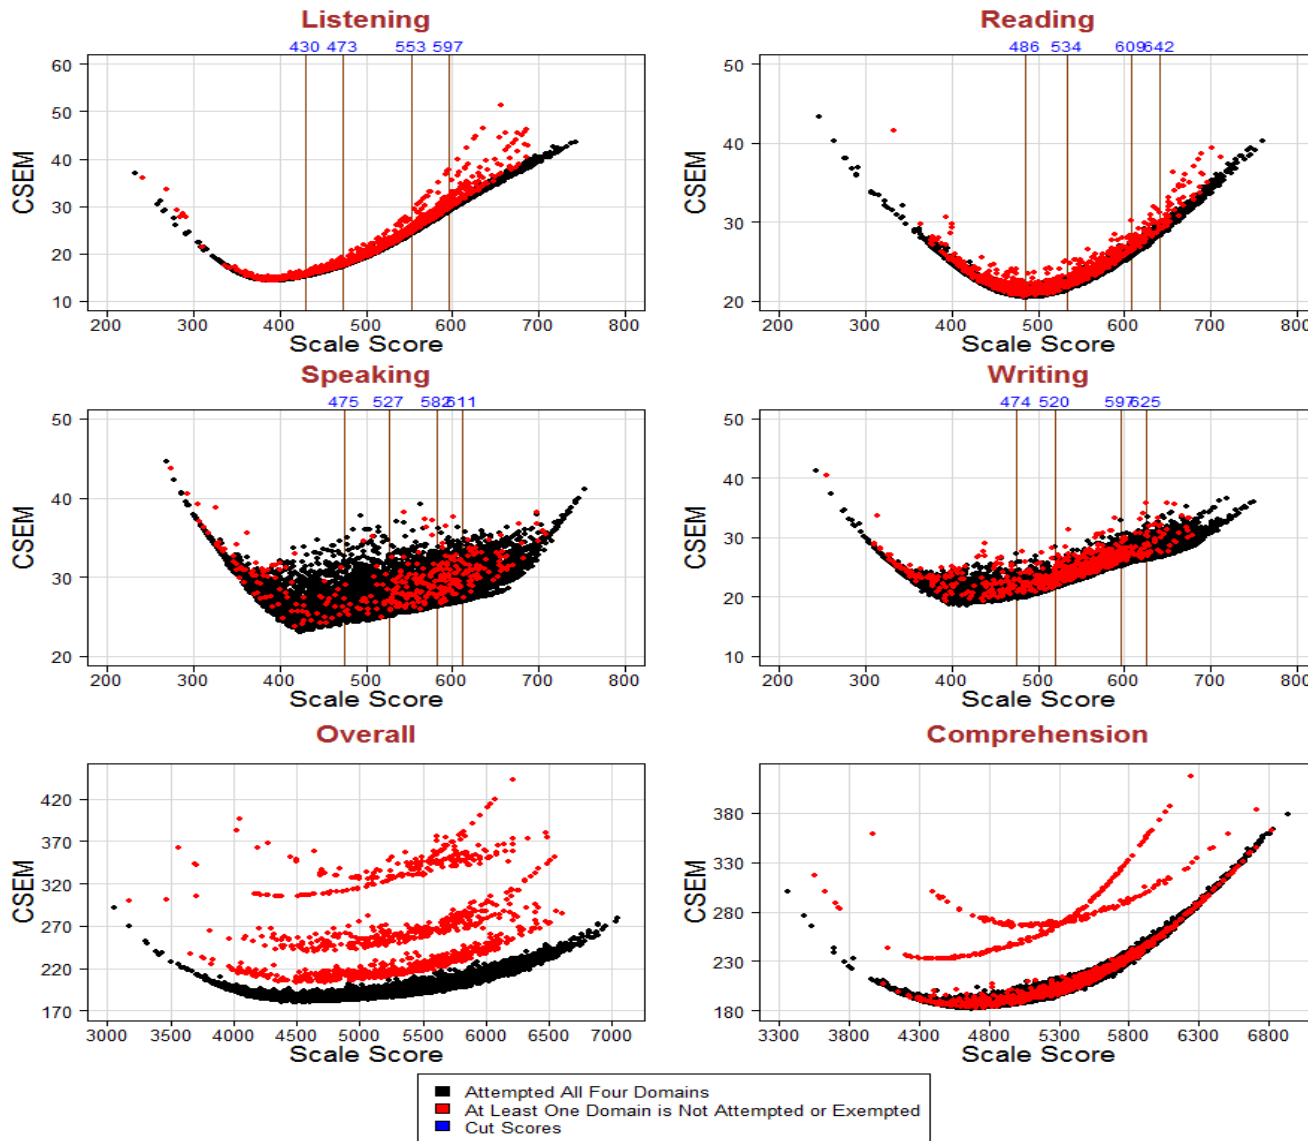 Listening
430 473 553 597
60
50
40
30
20
10
CSEM
200 300 400 500 600 700 800
Scale Score
Reading
486 534 609 642
50
40
30
20
CSEM
200 300 400 500 600 700 800
Scale Score
Speaking
475 527 582 611
50
40
30
20
CSEM
200 300 400 500 600 700 800
Scale Score
Writing
474 520 597 625
50
40
30
20
10
CSEM
200 300 400 500 600 700 800
Scale Score
Overall
420
370
320
270
220
170
CSEM
3000 3500 4000 4500 5000 5500 6000 6500 7000
Scale Score
Comprehension
380
330
280
230
180
CSEM
3300 3800 4300 4800 5300 5800 6300 6800
Scale Score
Attempted All Four Domains
At Least One Domain is Not Attempted or Exempted
Cut Scores